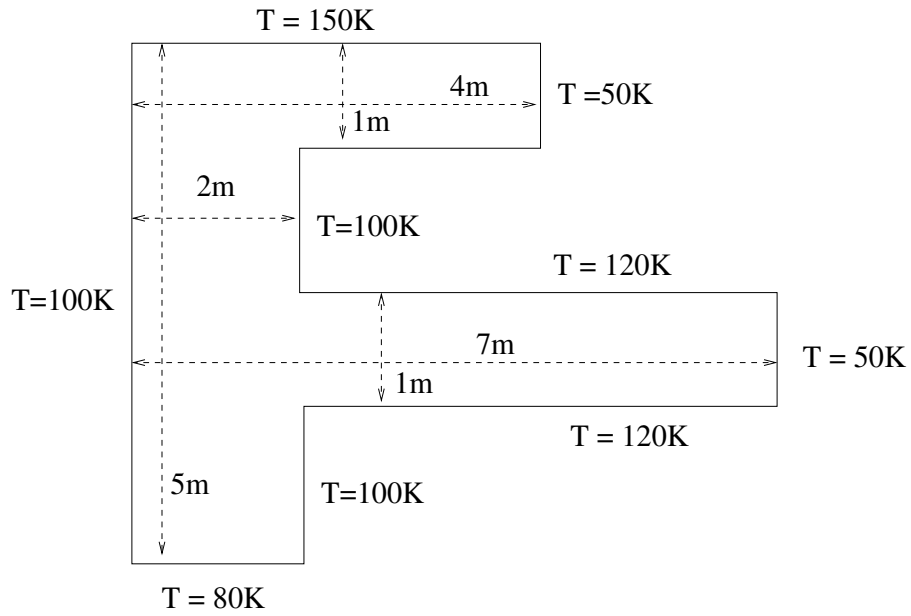 T = 150K
4m
T =50K
1m
2m
T=100K
T = 120K
T=100K
7m
T = 50K
1m
T = 120K
5m
T=100K
T = 80K